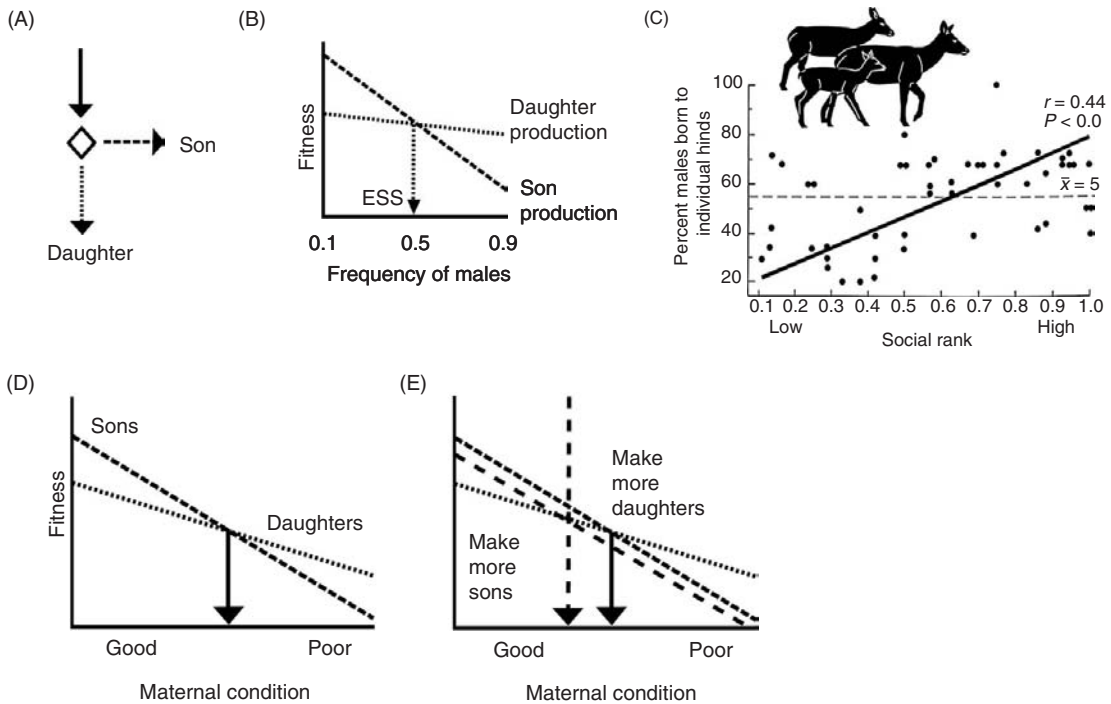 (A)
Son
Daughter
(B)
Fitness
Daughter
production
ESS
Son
production
0.1
0.5
0.9
Frequency of males
(C)
Percent males born to
individual hinds
100
80
60
40
20
r = 0.44
P < 0.0
x̄ = 5
0.1 0.2 0.3 0.4 0.5 0.6 0.7 0.8 0.9 1.0
Low
High
Social rank
(D)
Fitness
Sons
Daughters
Good
Poor
Maternal condition
(E)
Make
more
daughters
Make
more
sons
Good
Poor
Maternal condition